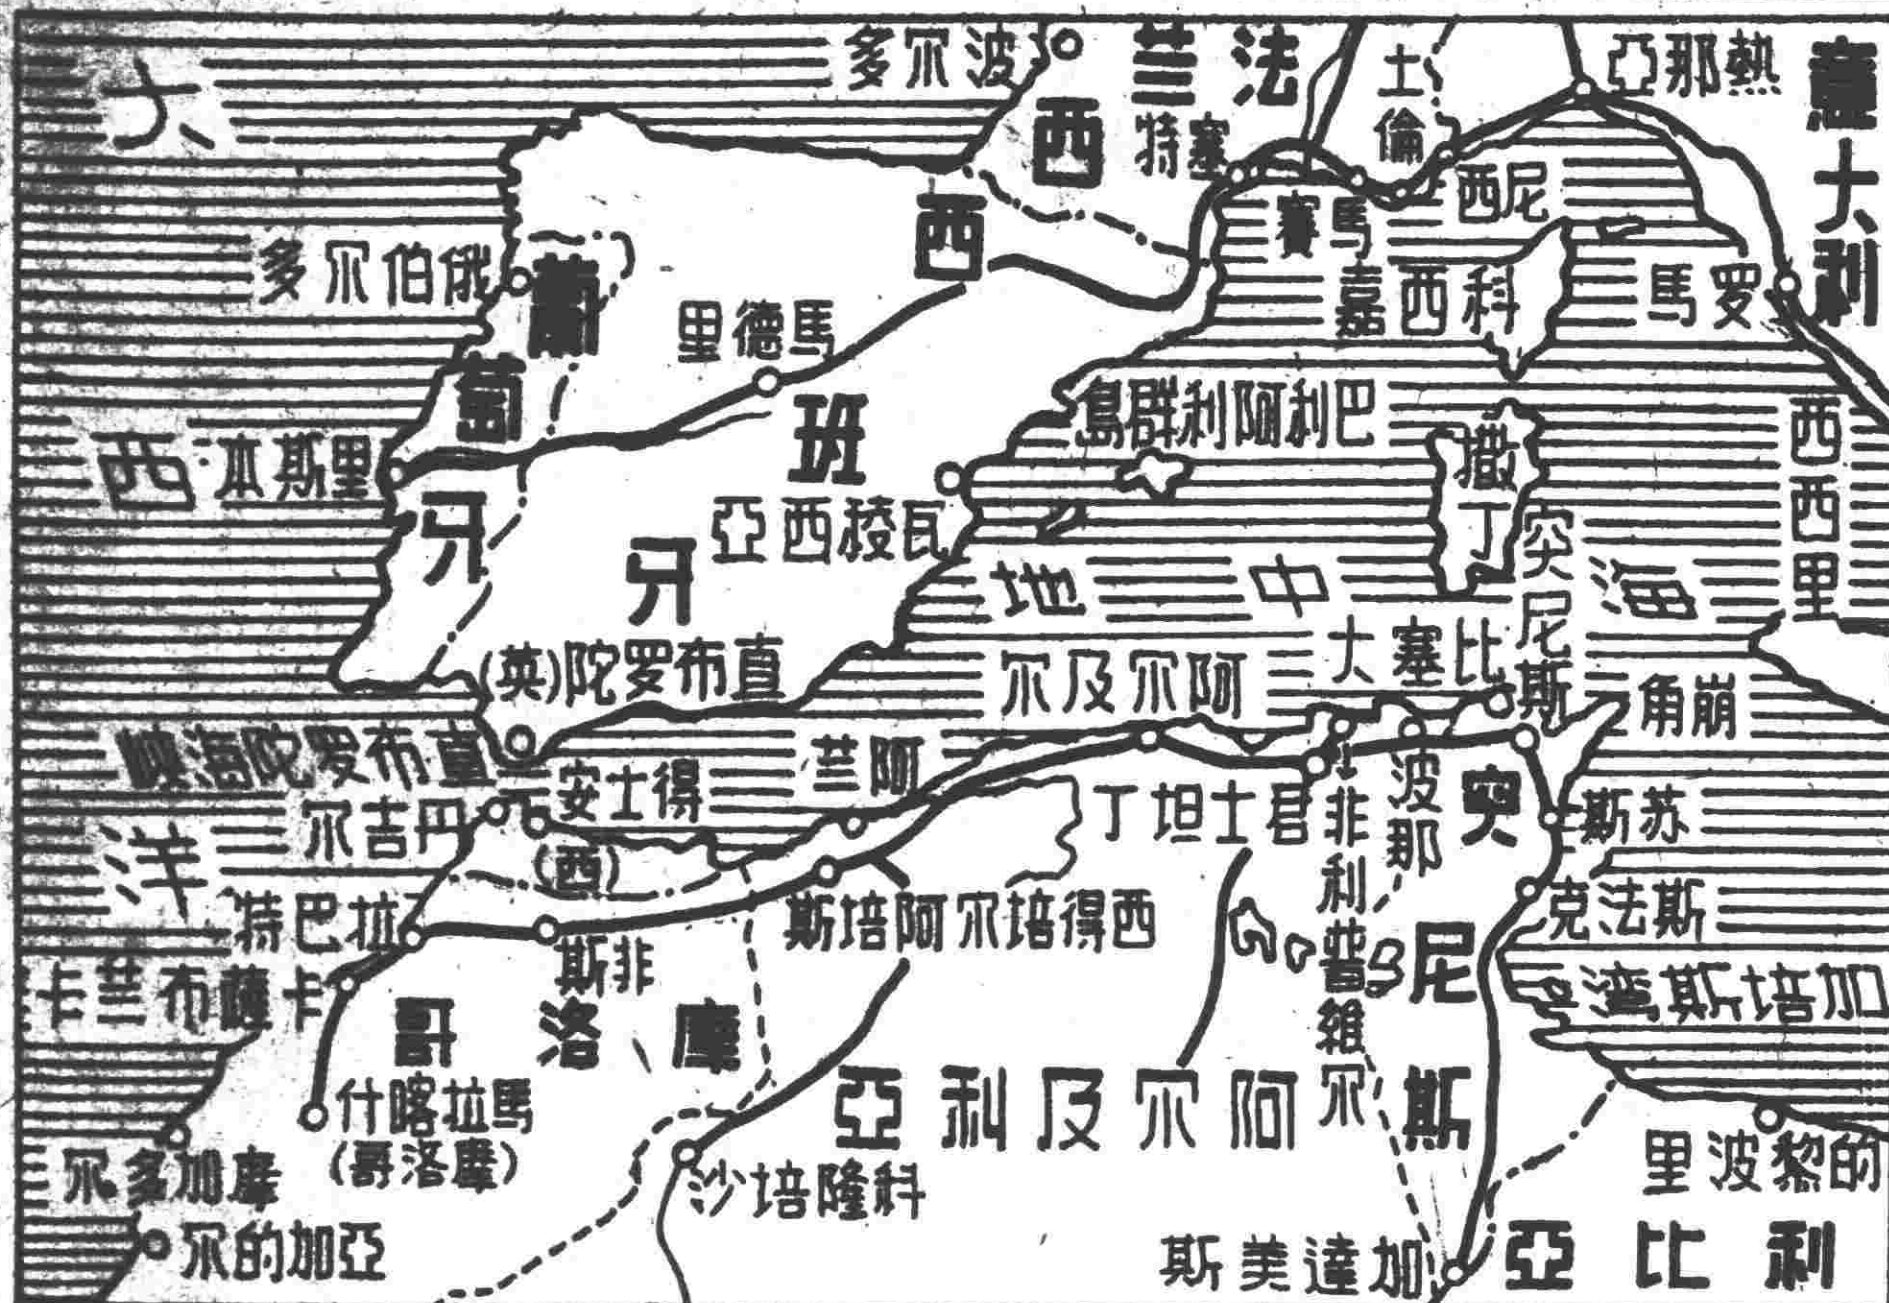 波尔多
法兰西
土倫
熱那亞
意大利
大西洋
塞特
馬賽
尼西
科西嘉
罗馬
俄伯尔多
葡萄牙
馬德里
西班牙
巴利阿利群島
撒丁
西西里
里斯本
瓦稜西亞
地中海
突尼斯
比塞大
直布罗陀(英)
阿尔及尔
崩角
直布罗陀海峽
得士安
(西)
阿兰
丹吉尔
君士坦丁
非利普維尔
波那
突尼斯
苏斯
拉巴特
非斯
西得培尔阿培斯
斯法克
卡薩布兰卡
加培斯湾
摩洛哥
馬拉喀什
(摩洛哥)
阿尔及利亞
的黎波里
摩加多尔
科隆培沙
亞加的尔
加達美斯
利比亞